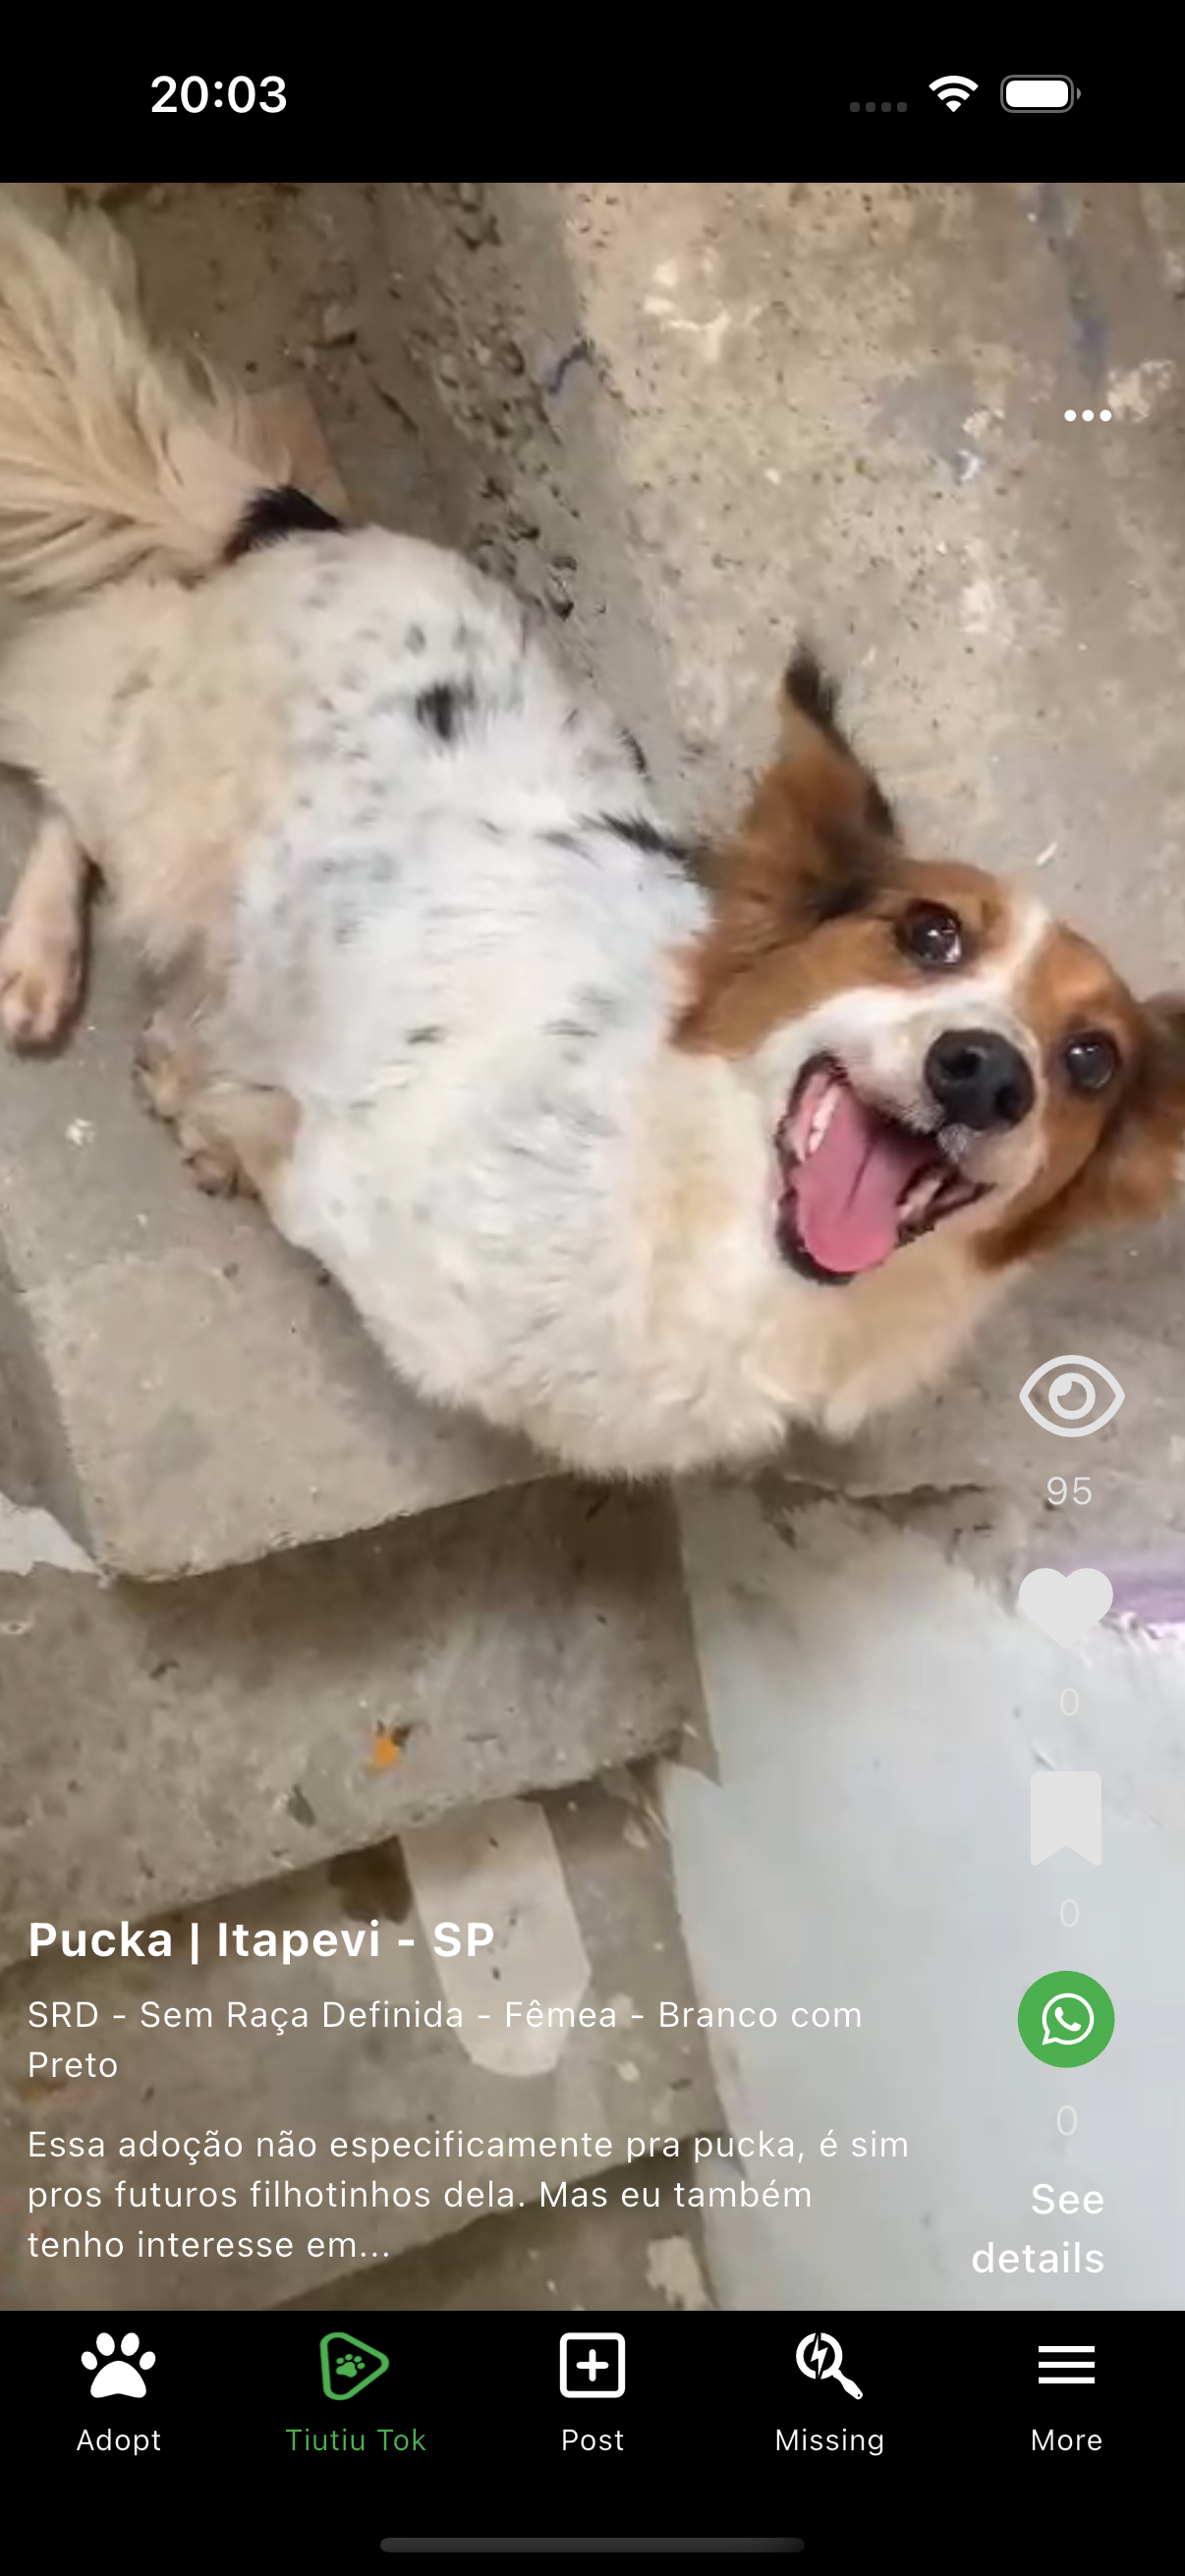 20:03
95
0
0
0
Pucka | Itapevi - SP
SRD - Sem Raça Definida - Fêmea - Branco com
Preto
Essa adoção não especificamente pra pucka, é sim
pros futuros filhotinhos dela. Mas eu também
tenho interesse em...
See
details
Adopt
Tiutiu Tok
Post
Missing
More